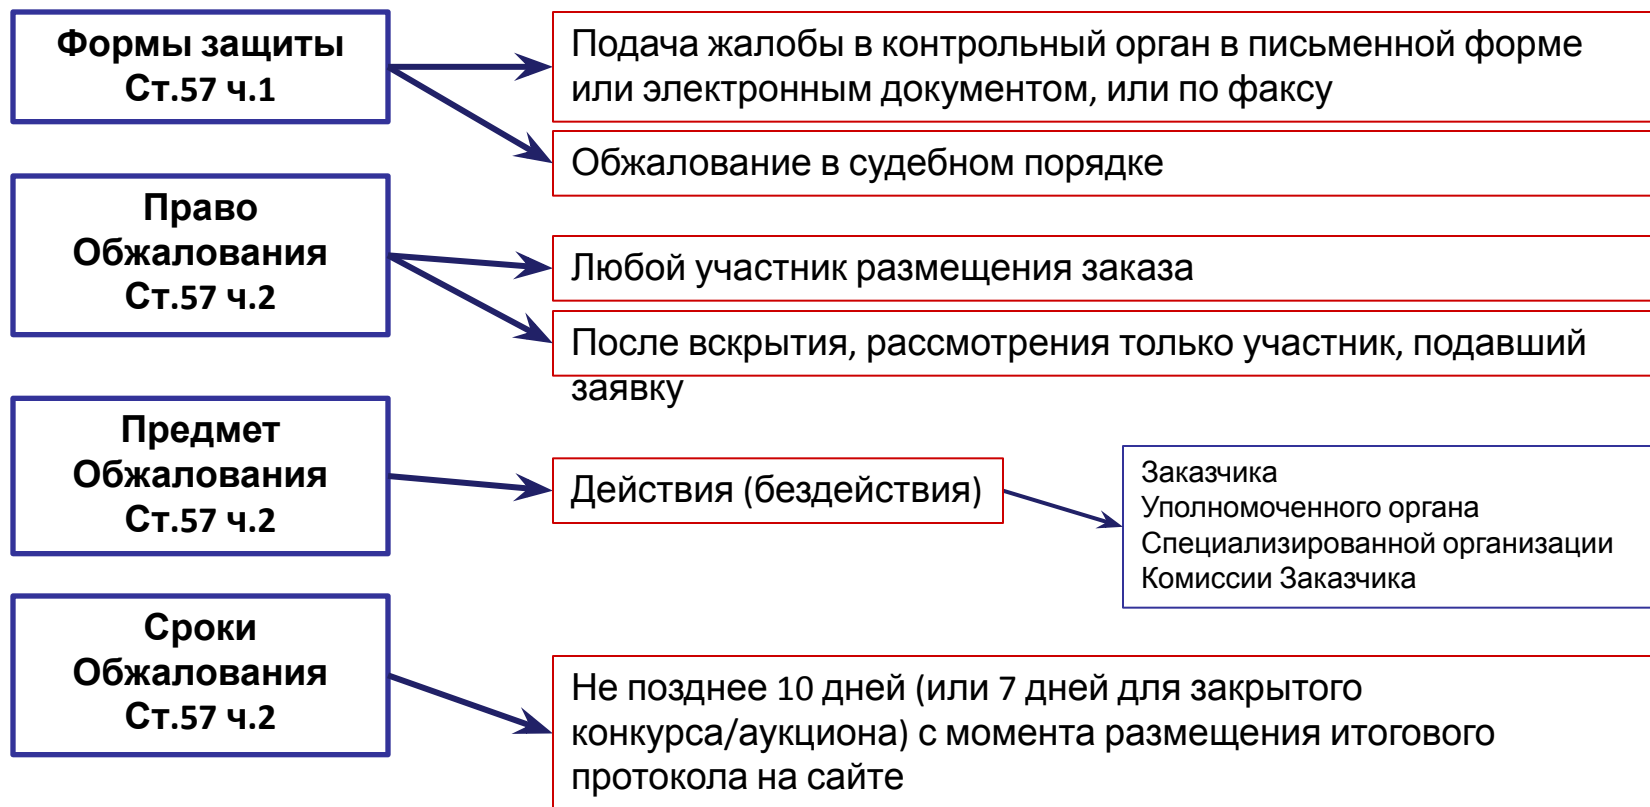 Формы защиты
Ст.57 ч.1
Подача жалобы в контрольный орган в письменной форме
или электронным документом, или по факсу
Обжалование в судебном порядке
Право
Обжалования
Ст.57 ч.2
Любой участник размещения заказа
После вскрытия, рассмотрения только участник, подавший
заявку
Предмет
Обжалования
Ст.57 ч.2
Действия (бездействия)
Заказчика
Уполномоченного органа
Специализированной организации
Комиссии Заказчика
Сроки
Обжалования
Ст.57 ч.2
Не позднее 10 дней (или 7 дней для закрытого
конкурса/аукциона) с момента размещения итогового
протокола на сайте